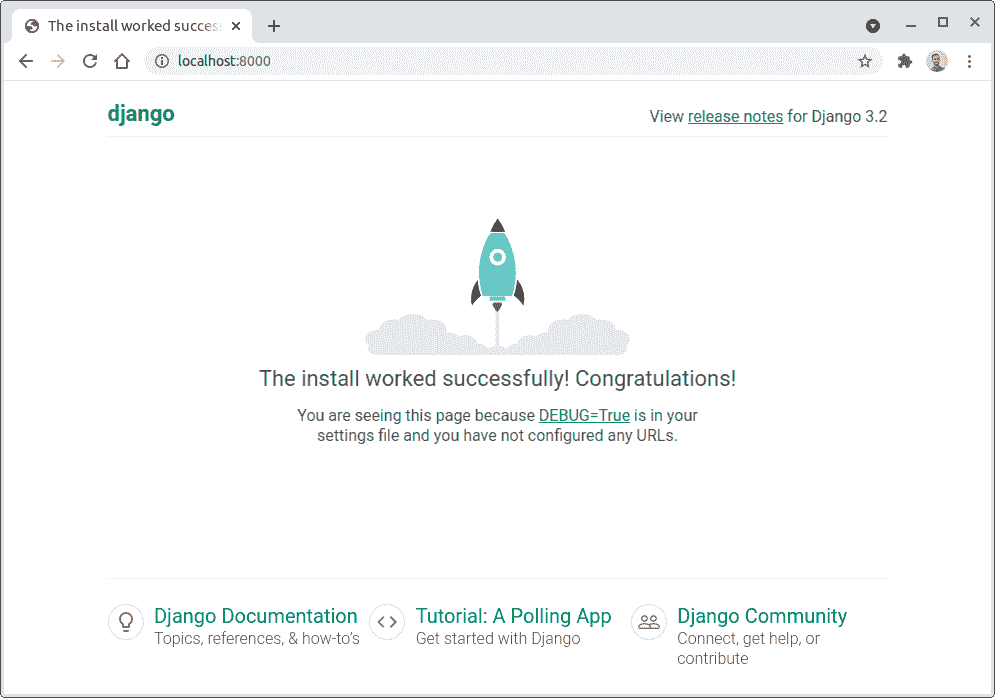 The install worked succes
localhost:8000
django
View release notes for Django 3.2
The install worked successfully! Congratulations!
You are seeing this page because DEBUG=True is in your
settings file and you have not configured any URLs.
Django Documentation
Topics, references, & how-to's
Tutorial: A Polling App
Get started with Django
Django Community
Connect, get help, or
contribute